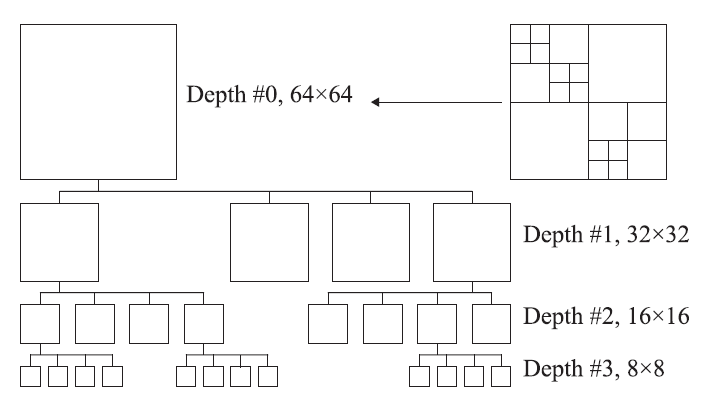 Depth #0, 64×64
Depth #1, 32×32
Depth #2, 16×16
Depth #3, 8×8